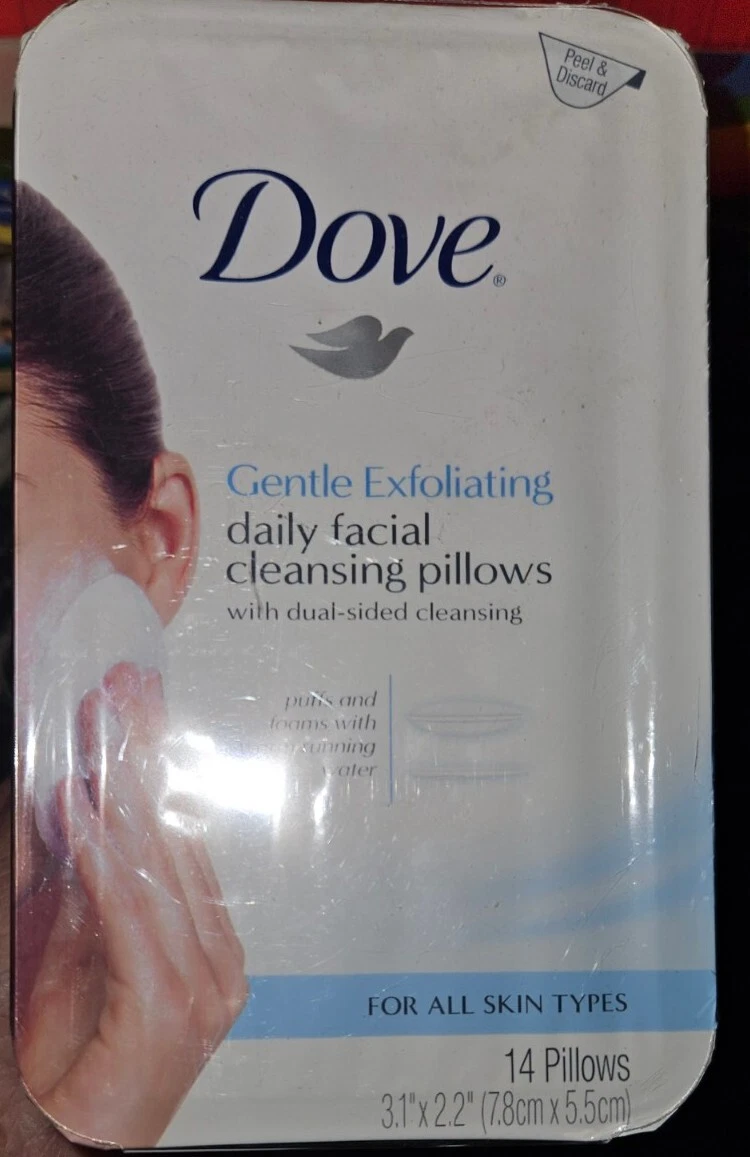 Peel &
Discard
Dove®
Gentle Exfoliating
daily facial
cleansing pillows
with dual-sided cleansing
puffs and
foams with
running
water
FOR ALL SKIN TYPES
14 Pillows
3.1"x 2.2" (7.8cm x 5.5cm)